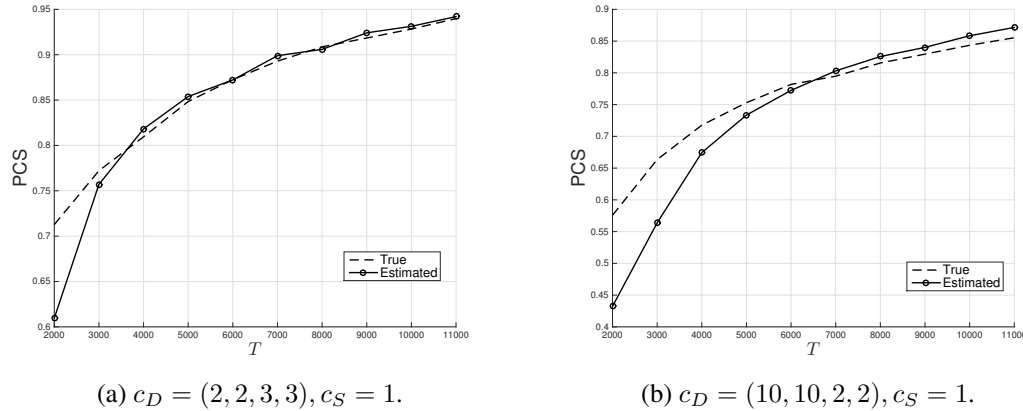 0.95
0.9
0.85
0.8
0.75
0.7
0.65
0.6
PCS
2000 3000 4000 5000 6000 7000 8000 9000 10000 11000
T
True
Estimated
(a) c_D = (2, 2, 3, 3), c_S = 1.
0.9
0.85
0.8
0.75
0.7
0.65
0.6
0.55
0.5
0.45
0.4
PCS
2000 3000 4000 5000 6000 7000 8000 9000 10000 11000
T
True
Estimated
(b) c_D = (10, 10, 2, 2), c_S = 1.